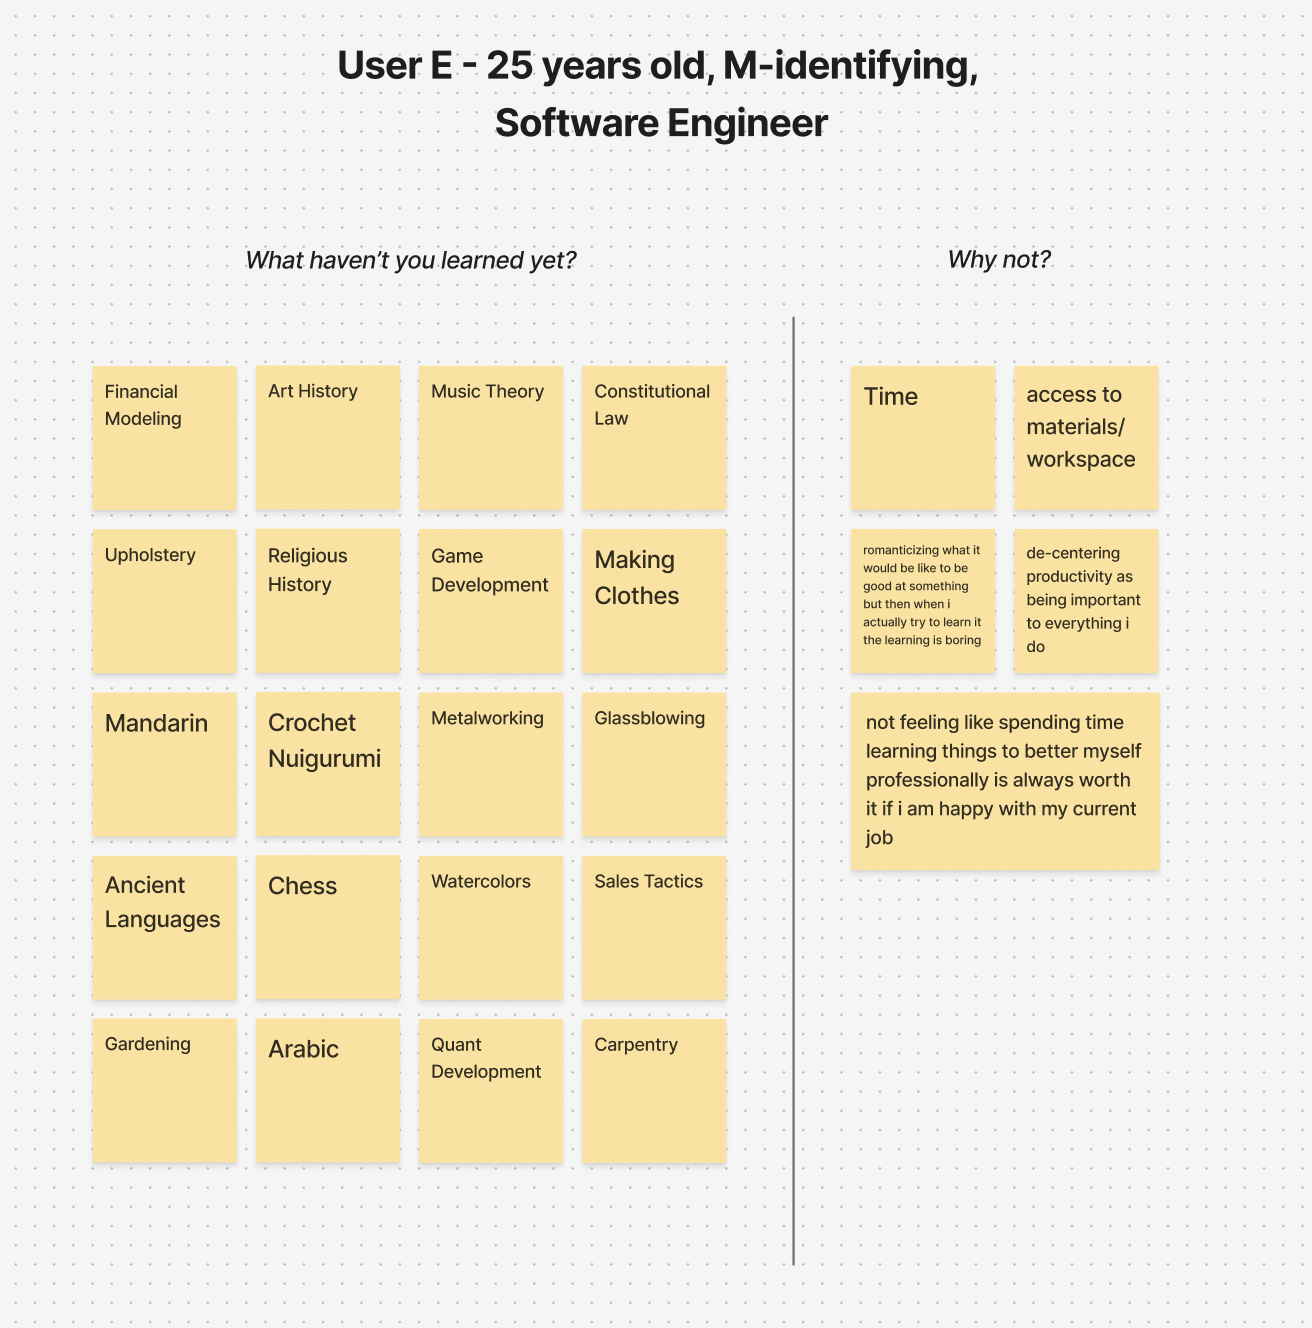 User E - 25 years old, M-identifying,
Software Engineer
What haven't you learned yet?
Why not?
Financial
Modeling
Art History
Music Theory
Constitutional
Law
Upholstery
Religious
History
Game
Development
Making
Clothes
Mandarin
Crochet
Nuigurumi
Metalworking
Glassblowing
Ancient
Languages
Chess
Watercolors
Sales Tactics
Gardening
Arabic
Quant
Development
Carpentry
Time
access to
materials/
workspace
romanticizing what it
would be like to be
good at something
but then when i
actually try to learn it
the learning is boring
de-centering
productivity as
being important
to everything i
do
not feeling like spending time
learning things to better myself
professionally is always worth
it if i am happy with my current
job